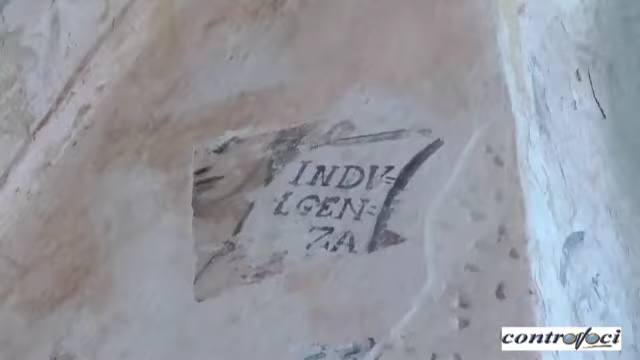 INDV=
LGEN=
ZA
controvoci